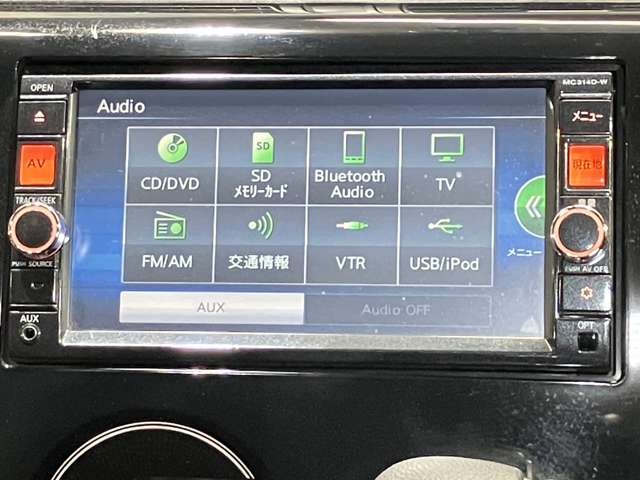 OPEN
MC314D-W
Audio
メニュー
AV
現在地
SD
CD/DVD
SD
メモリーカード
Bluetooth
Audio
TV
TRACK/SEEK
FM/AM
交通情報
VTR
USB/iPod
メニュー
PUSH SOURCE
PUSH AV OFF
AUX
Audio OFF
AUX
OPT